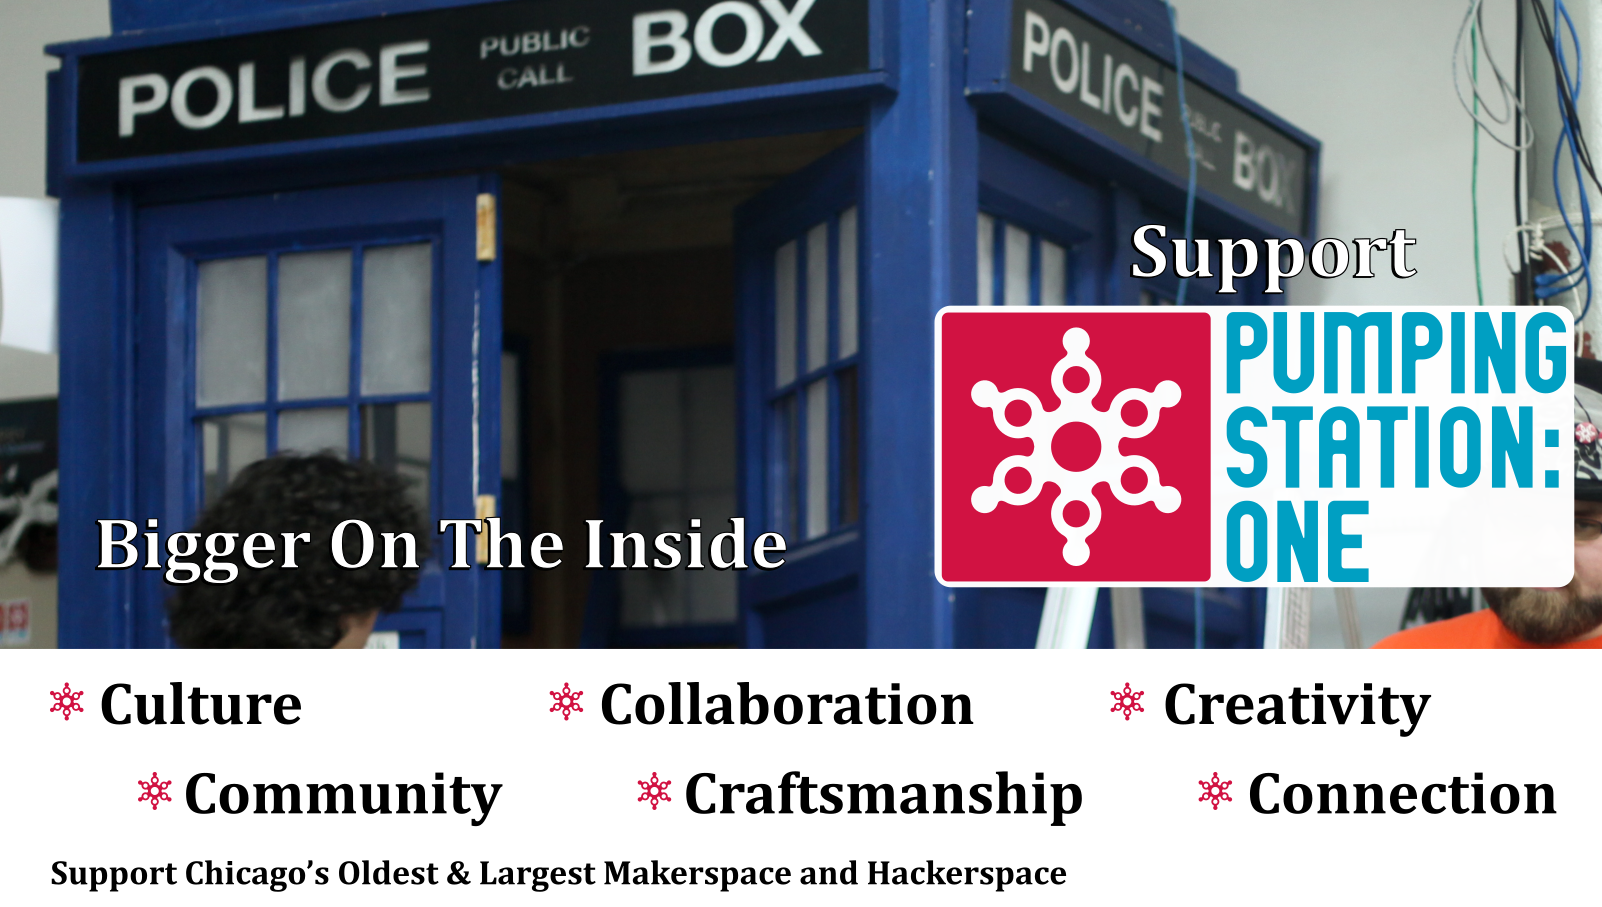 POLICE PUBLIC CALL BOX
POLICE PUBLIC BOX
Support
PUMPING
STATION:
ONE
Bigger On The Inside
Culture
Collaboration
Creativity
Community
Craftsmanship
Connection
Support Chicago’s Oldest & Largest Makerspace and Hackerspace